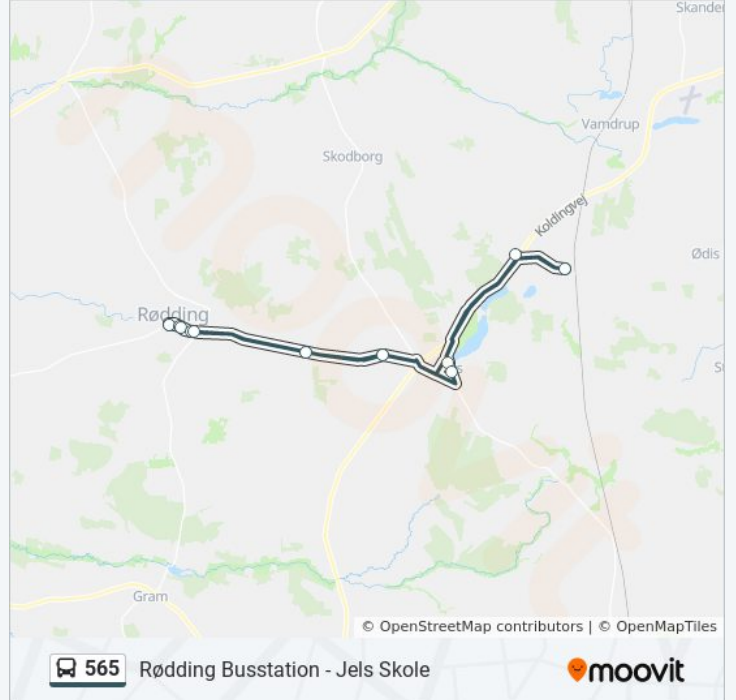 Skander
Vamdrup
Skodborg
Koldingvej
Ødis
Rødding
Gram
© OpenStreetMap contributors | © OpenMapTiles
565 Rødding Busstation - Jels Skole
moovit